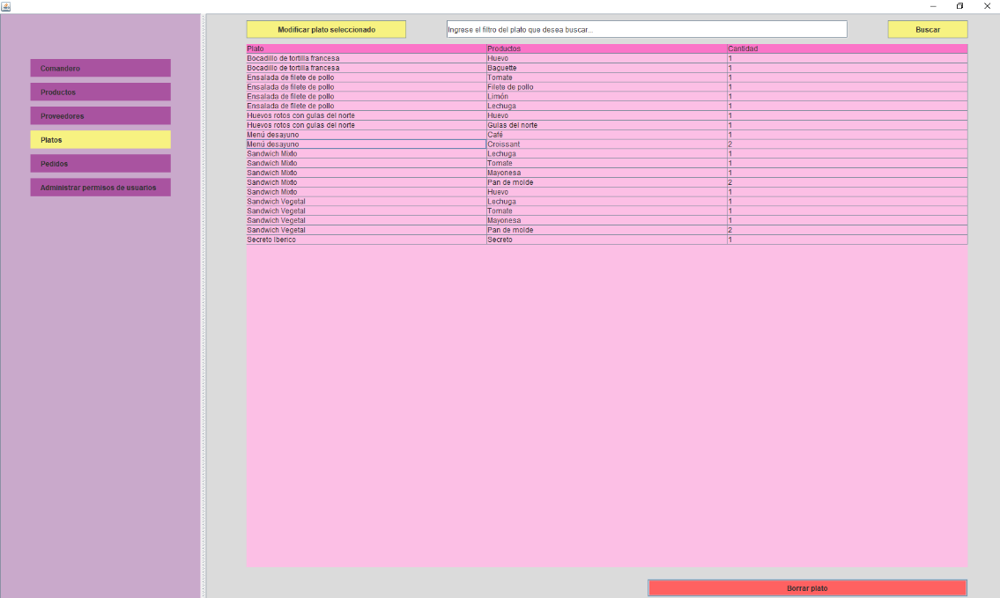 Modificar plato seleccionado Ingrese el filtro del plato que desea buscar... Buscar
Comandero
Productos
Proveedores
Platos
Pedidos
Administrar permisos de usuarios
Plato Productos Cantidad
Bocadillo de tortilla francesa Huevo 1
Bocadillo de tortilla francesa Baguette 1
Ensalada de filete de pollo Tomate 1
Ensalada de filete de pollo Filete de pollo 1
Ensalada de filete de pollo Limón 1
Ensalada de filete de pollo Lechuga 1
Huevos rotos con gulas del norte Huevo 1
Huevos rotos con gulas del norte Gulas del norte 1
Menú desayuno Café 1
Menú desayuno Croissant 2
Sandwich Mixto Lechuga 1
Sandwich Mixto Tomate 1
Sandwich Mixto Mayonesa 1
Sandwich Mixto Pan de molde 2
Sandwich Mixto Huevo 1
Sandwich Vegetal Lechuga 1
Sandwich Vegetal Tomate 1
Sandwich Vegetal Mayonesa 1
Sandwich Vegetal Pan de molde 2
Secreto Iberico Secreto 1
Borrar plato